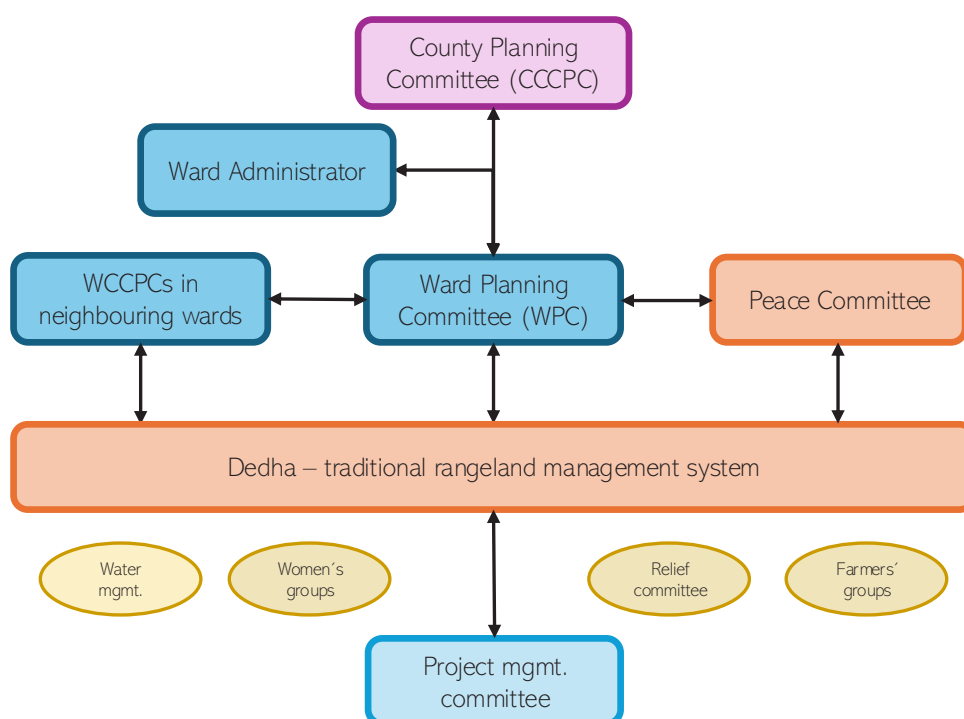 County Planning
Committee (CCCPC)
Ward Administrator
WCCPCs in
neighbouring wards
Ward Planning
Committee (WPC)
Peace Committee
Dedha – traditional rangeland management system
Water
mgmt.
Women´s
groups
Relief
committee
Farmers´
groups
Project mgmt.
committee